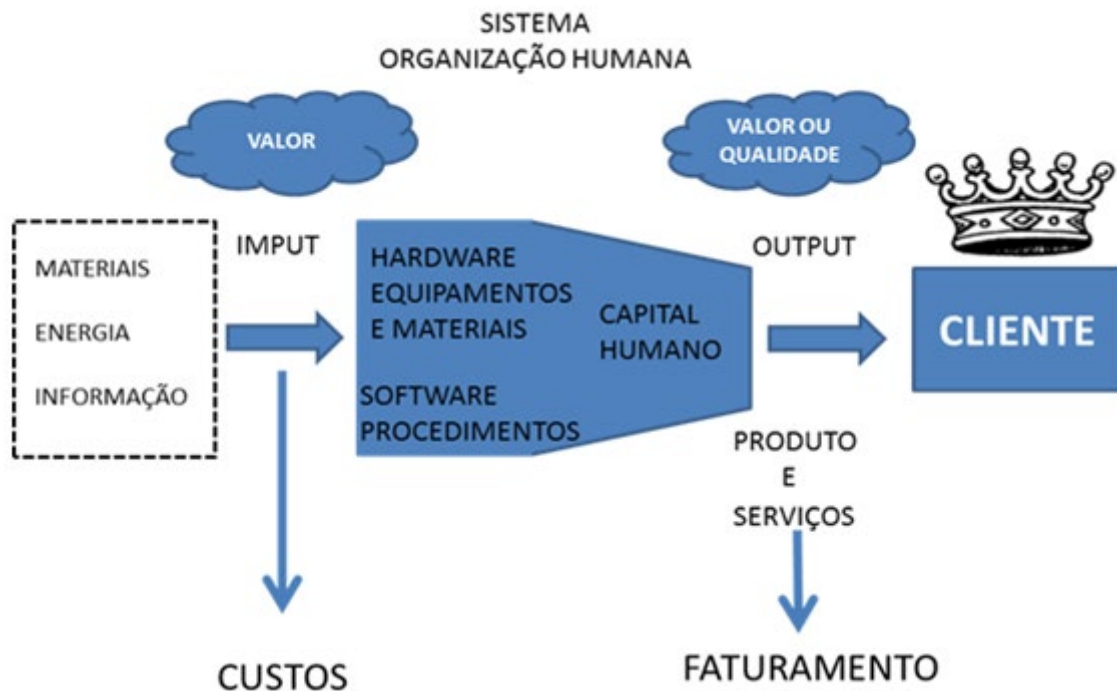 SISTEMA
ORGANIZAÇÃO HUMANA
VALOR
VALOR OU
QUALIDADE
MATERIAIS
ENERGIA
INFORMAÇÃO
IMPUT
HARDWARE
EQUIPAMENTOS
E MATERIAIS
SOFTWARE
PROCEDIMENTOS
CAPITAL
HUMANO
OUTPUT
CLIENTE
PRODUTO
E
SERVIÇOS
CUSTOS
FATURAMENTO